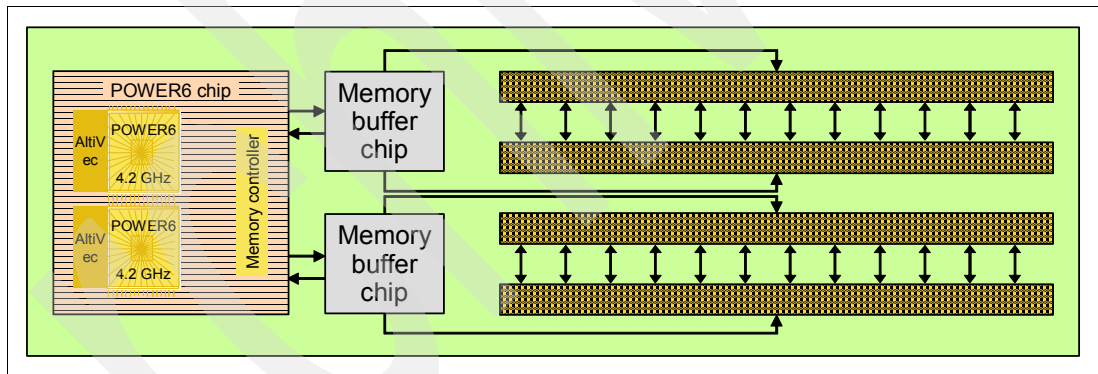 POWER6 chip
AltiV
ec
POWER6
4.2 GHz
AltiV
ec
POWER6
4.2 GHz
Memory controller
Memory
buffer
chip
Memory
buffer
chip